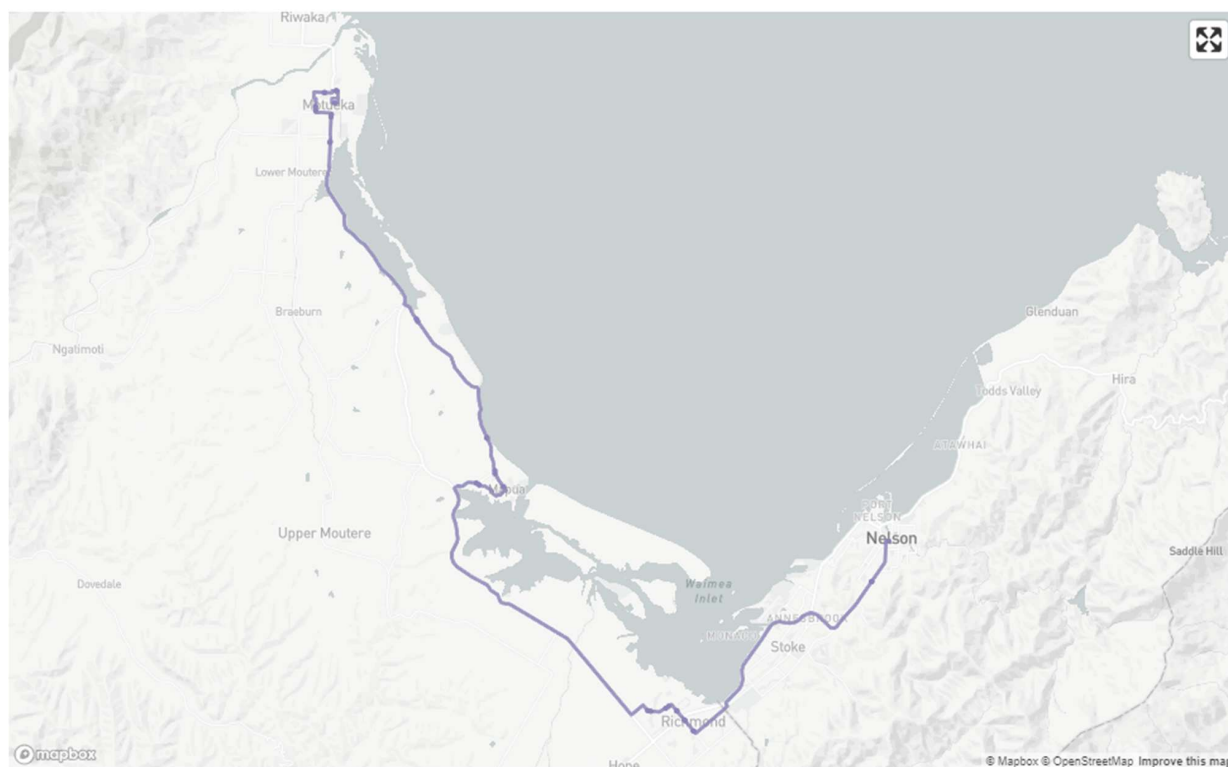 Riwaka
Motueka
Lower Moutere
Braeburn
Ngatimoti
Glenduan
Hira
Todds Valley
ATAWHAI
Mapua
PORT
NELSON
Nelson
Upper Moutere
Saddle Hill
Dovedale
Waimea
Inlet
ANNESBROOK
MONACO
Stoke
Richmond
Hope
mapbox
© Mapbox © OpenStreetMap Improve this map